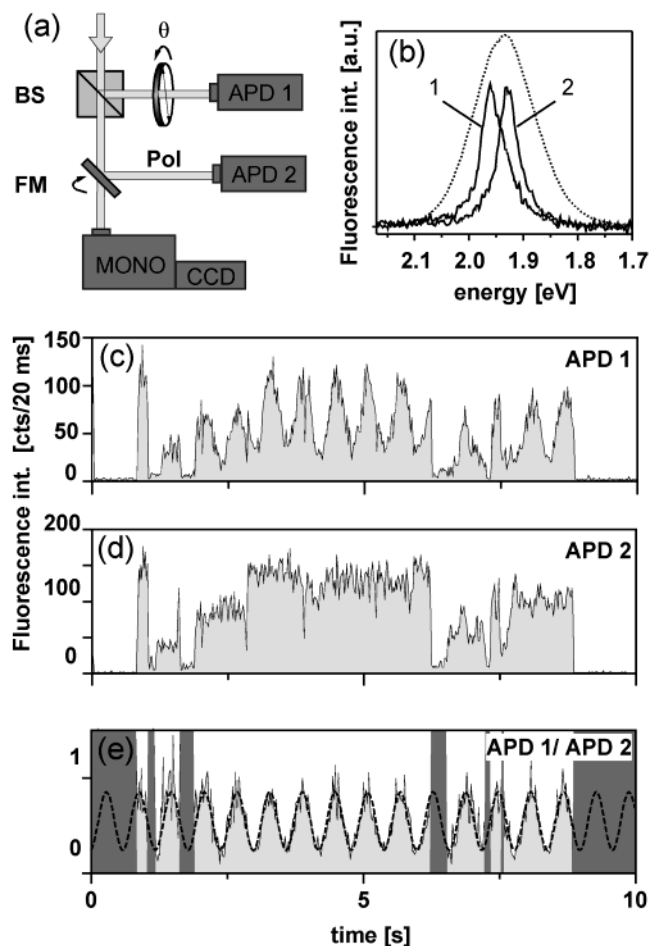 (a)
θ
BS
APD 1
Pol
FM
APD 2
MONO
CCD
(b)
1
2
Fluorescence int. [a.u.]
2.1 2.0 1.9 1.8 1.7
energy [eV]
(c)
APD 1
150
100
50
0
Fluorescence int. [cts/20 ms]
(d)
APD 2
200
100
0
(e)
APD 1/ APD 2
1
0
0 5 10
time [s]